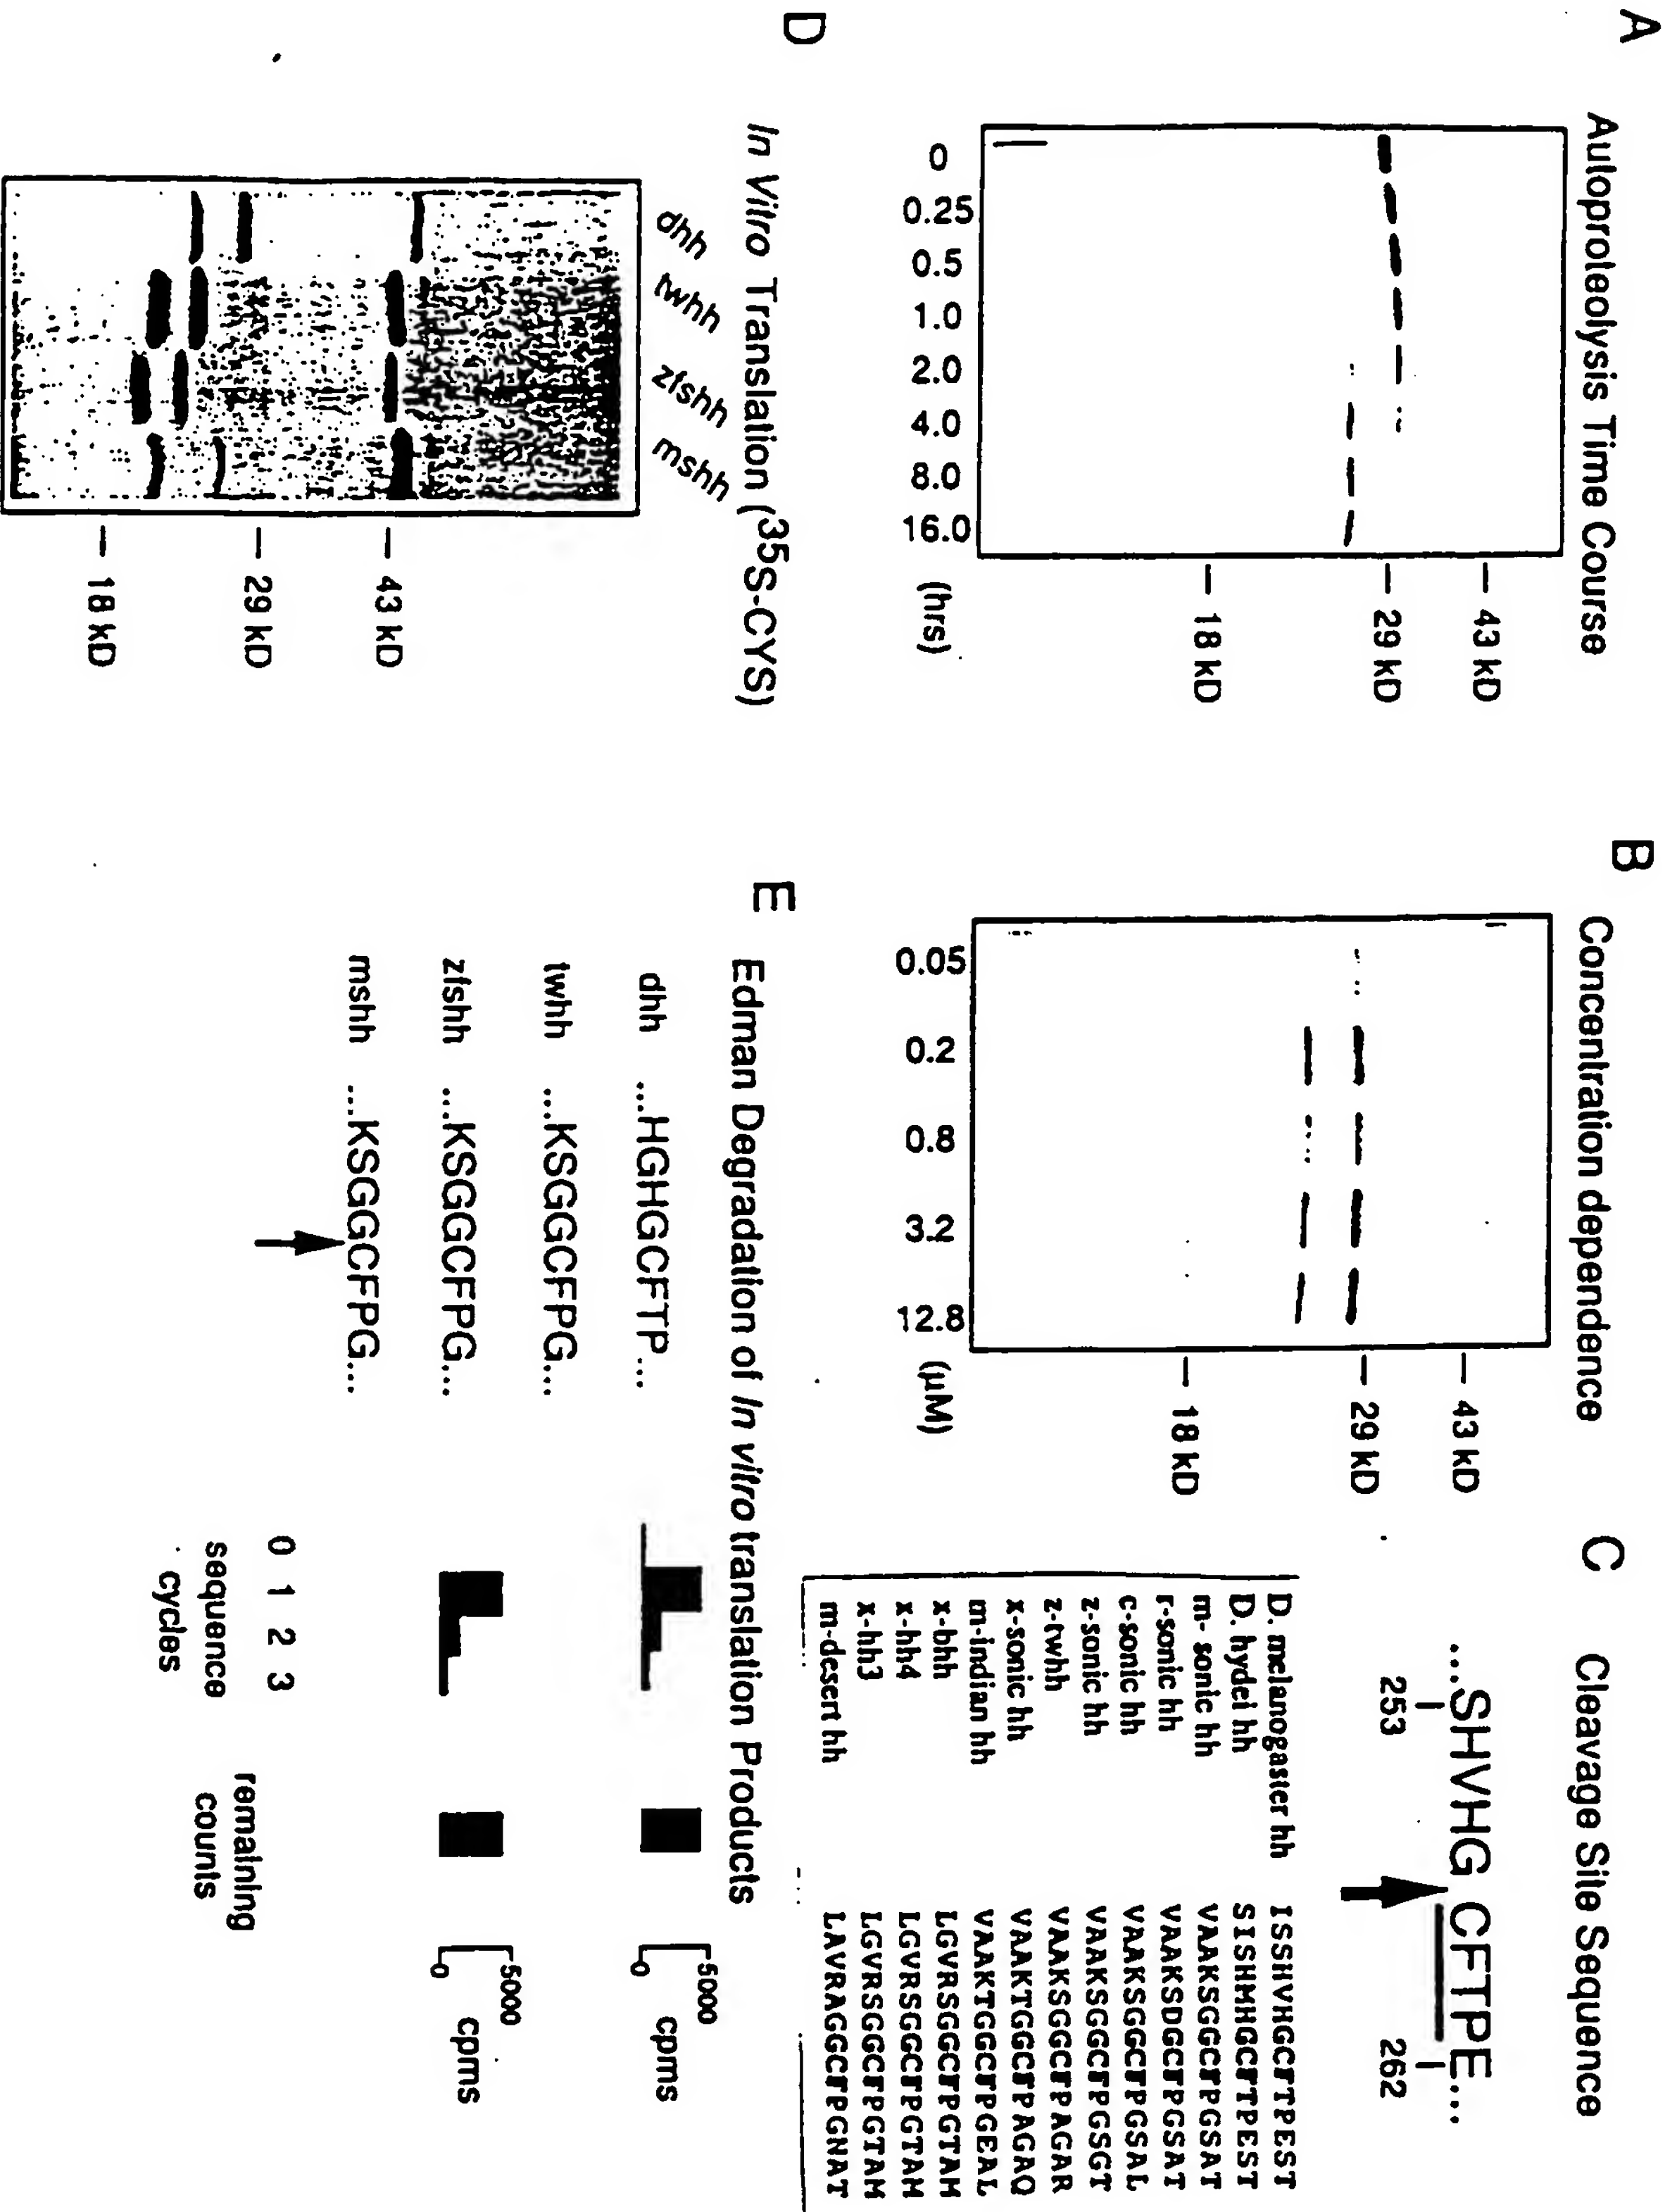 A
Auloproteolysis Time Course
0
0.25
0.5
1.0
2.0
4.0
8.0
16.0
(hrs)
– 43 kD
– 29 kD
– 18 kD
B
Concentration dependence
0.05
0.2
0.8
3.2
12.8
(μM)
– 43 kD
– 29 kD
– 18 kD
C
Cleavage Site Sequence
...SHVHG CFTPE...
253
262
D. melanogaster hh ISSHVHGCFTPEST
D. hydei hh SISHMHGCFTPEST
m- sonic hh VAAKSGGCFPGSAT
r-sonic hh VAAKSDGCFPGSAT
c-sonic hh VAAKSGGCFPGSAL
z-sonic hh VAAKSGGCFPGSGT
z-twhh VAAKSGGCFPAGAR
x-sonic hh VAAKTGGCFPAGAQ
m-indian hh VAAKTGGCFPGEAL
x-bhh LGVRSGGCFPGTAM
x-hh4 LGVRSGGCFPGTAM
x-hh3 LGVRSGGCFPGTAM
m-desert hh LAVRAGGCFPGNAT
D
In Vitro Translation (35S-CYS)
dhh
twhh
zfshh
mshh
– 43 kD
– 29 kD
– 18 kD
E
Edman Degradation of In vitro translation Products
dhh ...HGHGCFTP...
twhh ...KSGGCFPG...
zfshh ...KSGGCFPG...
mshh ...KSGGCFPG...
5000
0
cpms
5000
0
cpms
0 1 2 3
sequence
cycles
remaining
counts